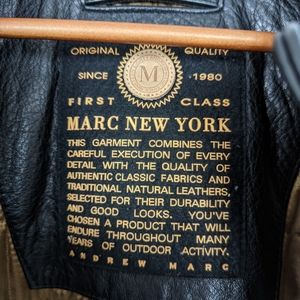 ORIGINAL QUALITY
M
SINCE 1980
FIRST CLASS
MARC NEW YORK
THIS GARMENT COMBINES THE
CAREFUL EXECUTION OF EVERY
DETAIL WITH THE QUALITY OF
AUTHENTIC CLASSIC FABRICS AND
TRADITIONAL NATURAL LEATHERS,
SELECTED FOR THEIR DURABILITY
AND GOOD LOOKS. YOU'VE
CHOSEN A PRODUCT THAT WILL
ENDURE THROUGHOUT MANY
YEARS OF OUTDOOR ACTIVITY.
ANDREW MARC